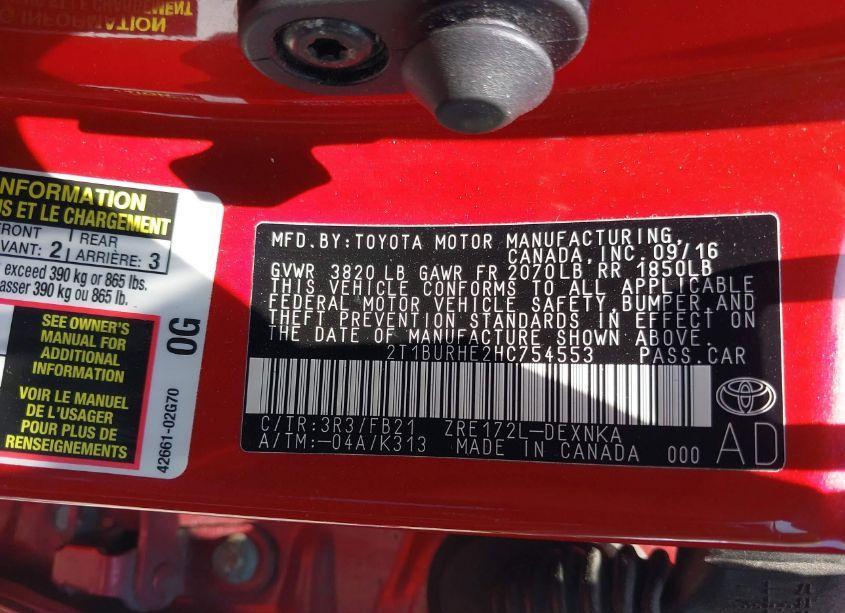 NFORMATION
S ET LE CHARGEMENT
FRONT
AVANT: 2
REAR
ARRIÈRE: 3
exceed 390 kg or 865 lbs.
passer 390 kg ou 865 lb.
SEE OWNER'S
MANUAL FOR
ADDITIONAL
INFORMATION
VOIR LE MANUEL
DE L'USAGER
POUR PLUS DE
RENSEIGNEMENTS
0G
42661-02G70
MFD.BY:TOYOTA MOTOR MANUFACTURING,
CANADA, INC. 09/16
GVWR 3820 LB GAWR FR 2070LB RR 1850LB
THIS VEHICLE CONFORMS TO ALL APPLICABLE
FEDERAL MOTOR VEHICLE SAFETY, BUMPER, AND
THEFT PREVENTION STANDARDS IN EFFECT ON
THE DATE OF MANUFACTURE SHOWN ABOVE.
2T1BURHE2HC754553 PASS.CAR
C/TR:3R3/FB21 ZRE172L-DEXNKA
A/TM:-04A/K313 MADE IN CANADA 000
AD